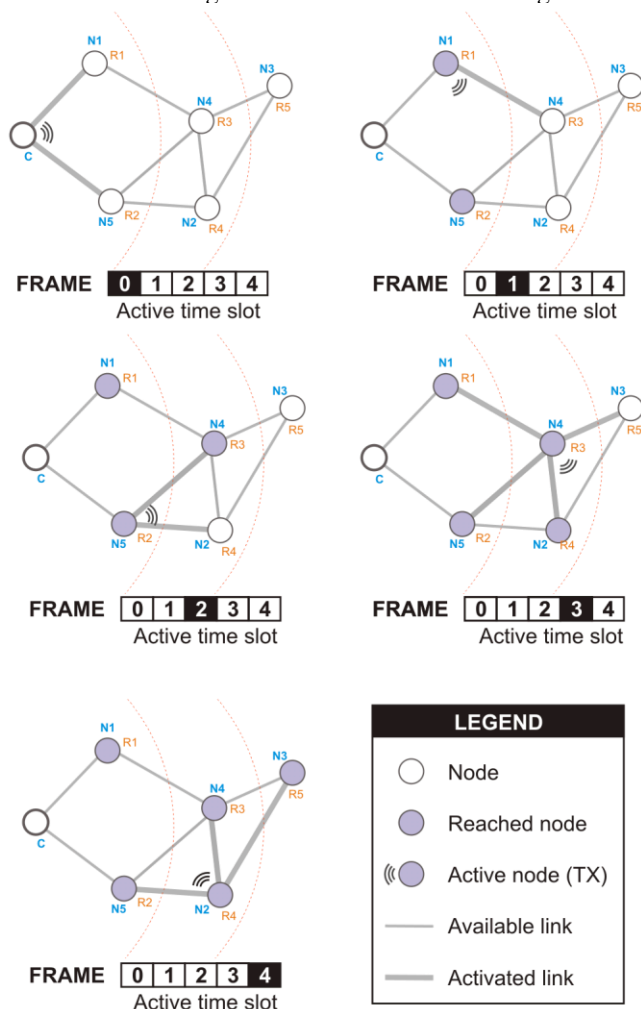 N1
R1
N3
N4
R3
R5
C
N5
R2
N2
R4
FRAME 0 1 2 3 4
Active time slot
N1
R1
N3
N4
R3
R5
C
N5
R2
N2
R4
FRAME 0 1 2 3 4
Active time slot
N1
R1
N3
N4
R3
R5
C
N5
R2
N2
R4
FRAME 0 1 2 3 4
Active time slot
N1
R1
N3
N4
R3
R5
C
N5
R2
N2
R4
FRAME 0 1 2 3 4
Active time slot
N1
R1
N3
N4
R3
R5
C
N5
R2
N2
R4
FRAME 0 1 2 3 4
Active time slot
LEGEND
Node
Reached node
Active node (TX)
Available link
Activated link